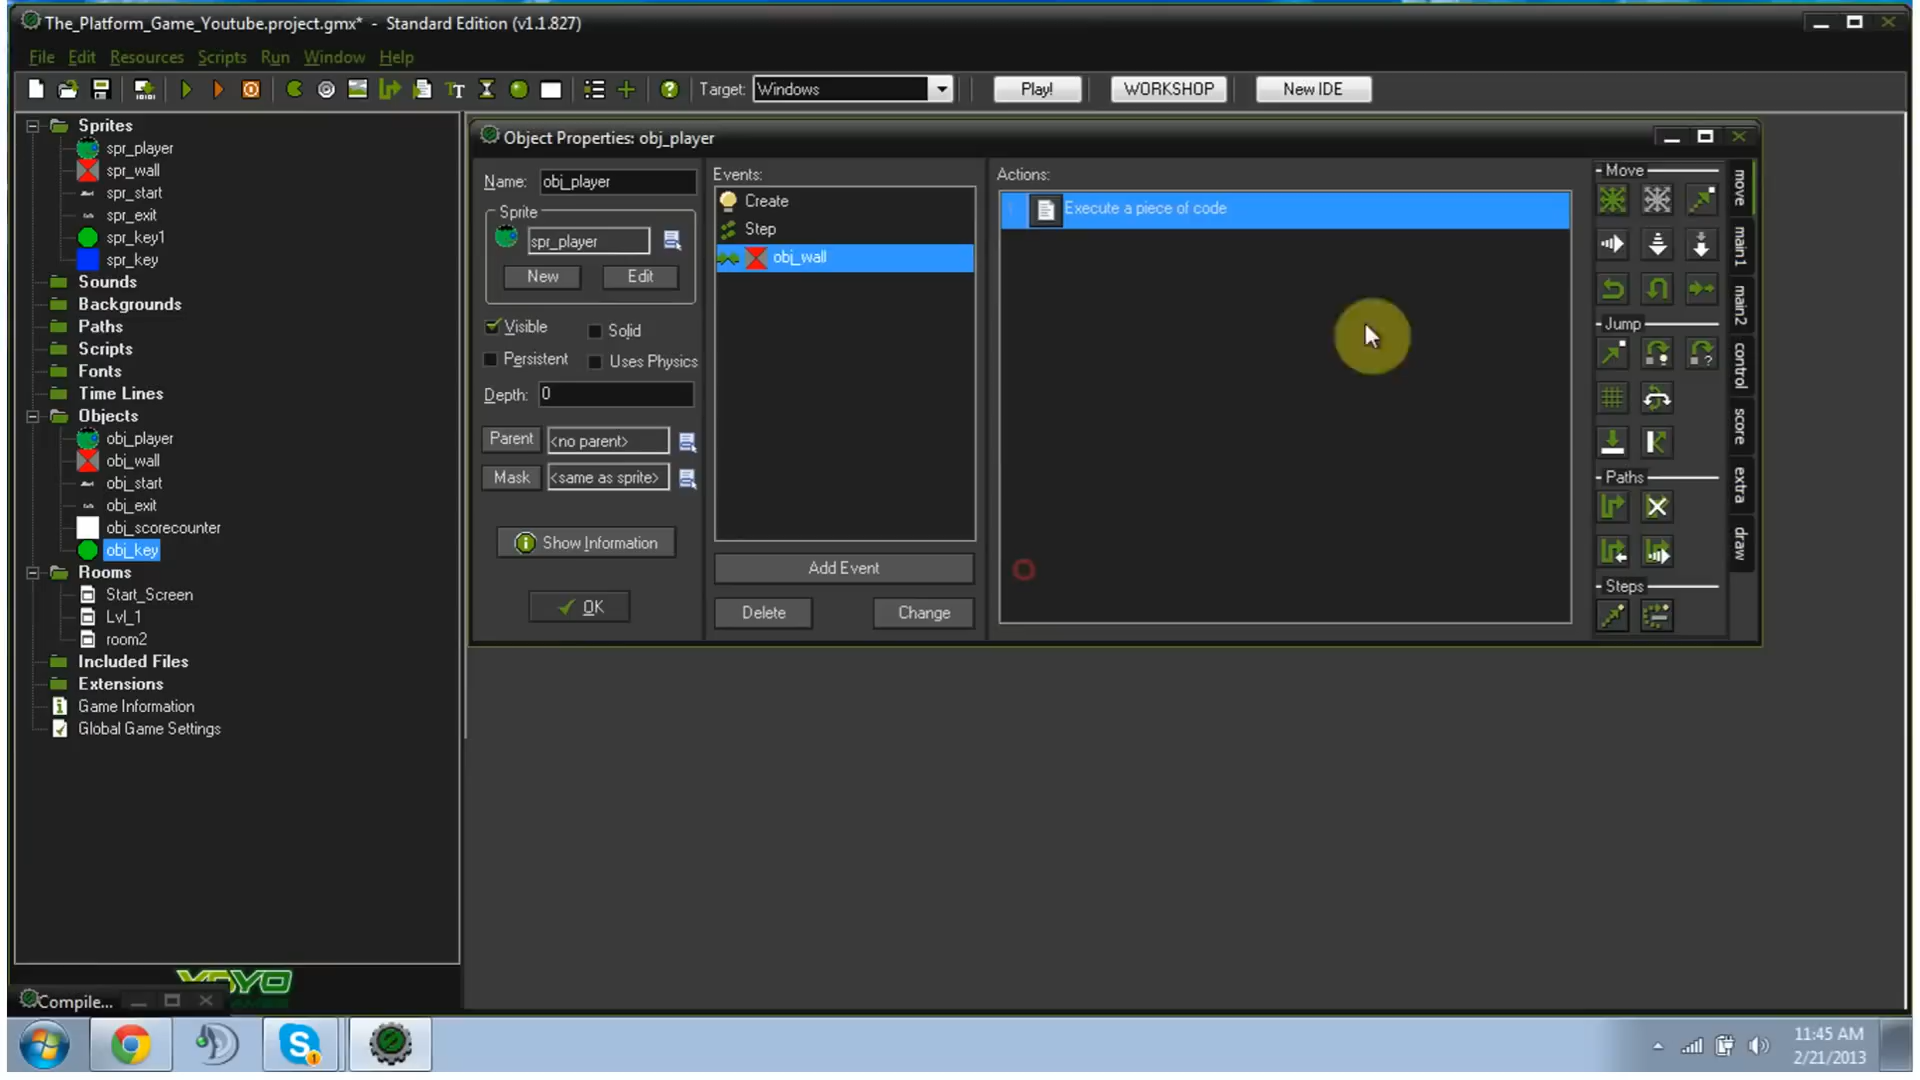 The_Platform_Game_Youtube.project.gmx* - Standard Edition (v1.1.827)
File Edit Resources Scripts Run Window Help
Target: Windows Play! WORKSHOP New IDE
Sprites
spr_player
spr_wall
spr_start
spr_exit
spr_key1
spr_key
Sounds
Backgrounds
Paths
Scripts
Fonts
Time Lines
Objects
obj_player
obj_wall
obj_start
obj_exit
obj_scorecounter
obj_key
Rooms
Start_Screen
Lvl_1
room2
Included Files
Extensions
Game Information
Global Game Settings
YOYO
GAMES
Compile...
Object Properties: obj_player
Name: obj_player
Sprite
spr_player
New Edit
Visible Solid
Persistent Uses Physics
Depth: 0
Parent <no parent>
Mask <same as sprite>
Show Information
OK
Events:
Create
Step
obj_wall
Add Event
Delete Change
Actions:
Execute a piece of code
Move
Jump
Paths
Steps
move
main1
main2
control
score
extra
draw
11:45 AM
2/21/2013